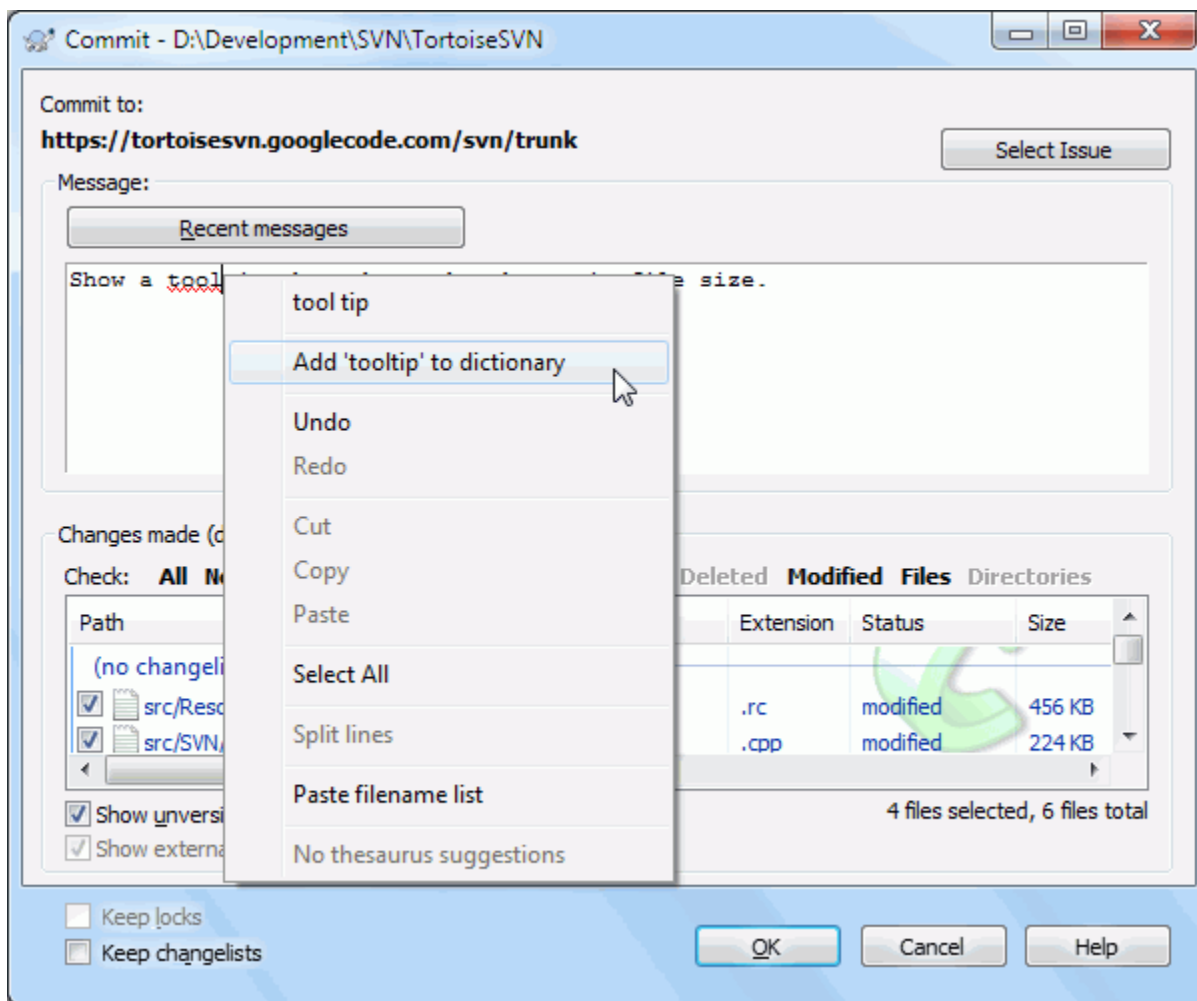 Commit - D:\Development\SVN\TortoiseSVN
Commit to:
https://tortoisesvn.googlecode.com/svn/trunk
Select Issue
Message:
Recent messages
Show a tool size.
tool tip
Add 'tooltip' to dictionary
Undo
Redo
Cut
Copy
Paste
Select All
Split lines
Paste filename list
No thesaurus suggestions
Changes made
Check: All Deleted Modified Files Directories
Path Extension Status Size
(no changeli
src/Reso .rc modified 456 KB
src/SVN/ .cpp modified 224 KB
Show unversi 4 files selected, 6 files total
Show externa
Keep locks
Keep changelists
OK Cancel Help